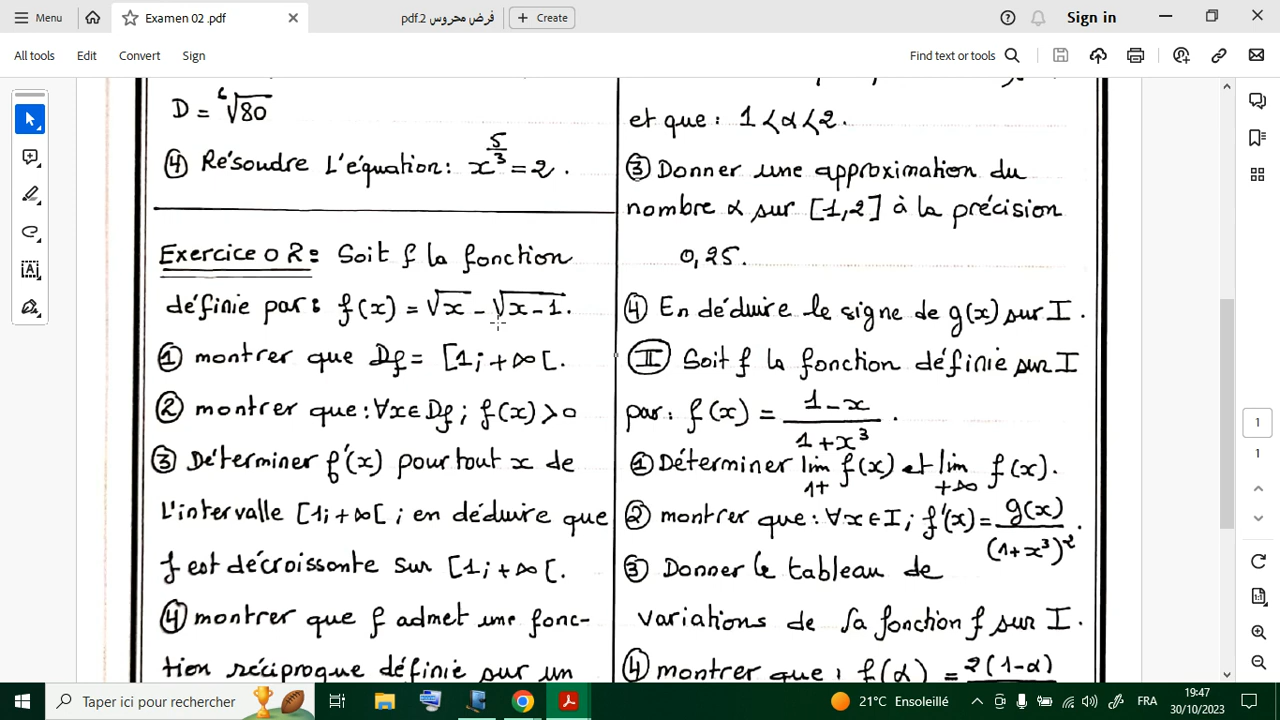 Menu
Examen 02 .pdf
فرض محروس 2.pdf
Create
Sign in
All tools
Edit
Convert
Sign
Find text or tools
D = ⁶√80
④ Résoudre L'équation: x^(5/3) = 2.
Exercice 02: Soit f la fonction
définie par: f(x) = √x - √(x-1).
① montrer que Df = [1; +∞[.
② montrer que: ∀x∈Df; f(x)>0
③ Déterminer f'(x) pour tout x de
L'intervalle [1; +∞[; en déduire que
f est décroissante sur [1; +∞[.
④ montrer que f admet une fonc-
tion réciproque définie sur un
et que: 1<α<2.
③ Donner une approximation du
nombre α sur [1,2] à la précision
0,25.
④ En déduire le signe de g(x) sur I.
Ⅱ Soit f la fonction définie sur I
par: f(x) = (1-x)/(1+x³).
① Déterminer lim 1+ f(x) et lim +∞ f(x).
② montrer que: ∀x∈I; f'(x) = g(x)/(1+x³)².
③ Donner le tableau de
variations de la fonction f sur I.
④ montrer que: f(α) = 2(1-α)
1
1
Taper ici pour rechercher
21°C Ensoleillé
FRA
19:47
30/10/2023